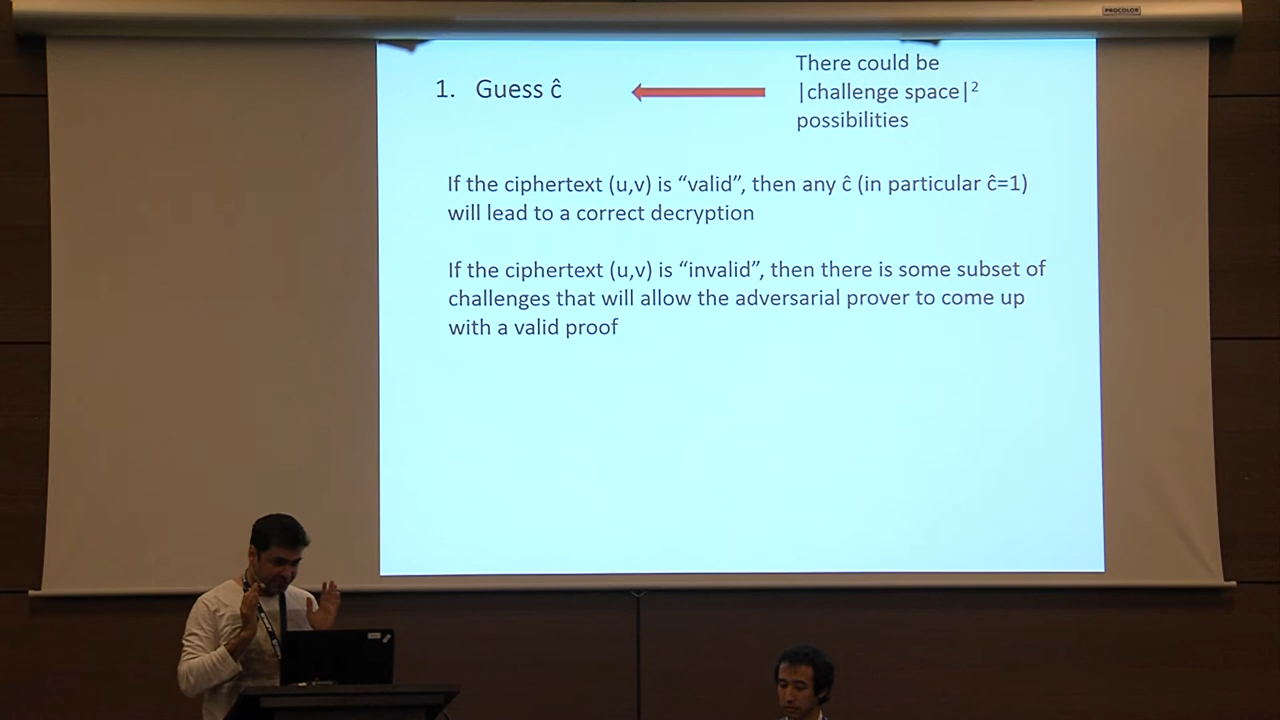 PROCOLOR
1. Guess ĉ
There could be
|challenge space|²
possibilities
If the ciphertext (u,v) is “valid”, then any ĉ (in particular ĉ=1)
will lead to a correct decryption
If the ciphertext (u,v) is “invalid”, then there is some subset of
challenges that will allow the adversarial prover to come up
with a valid proof